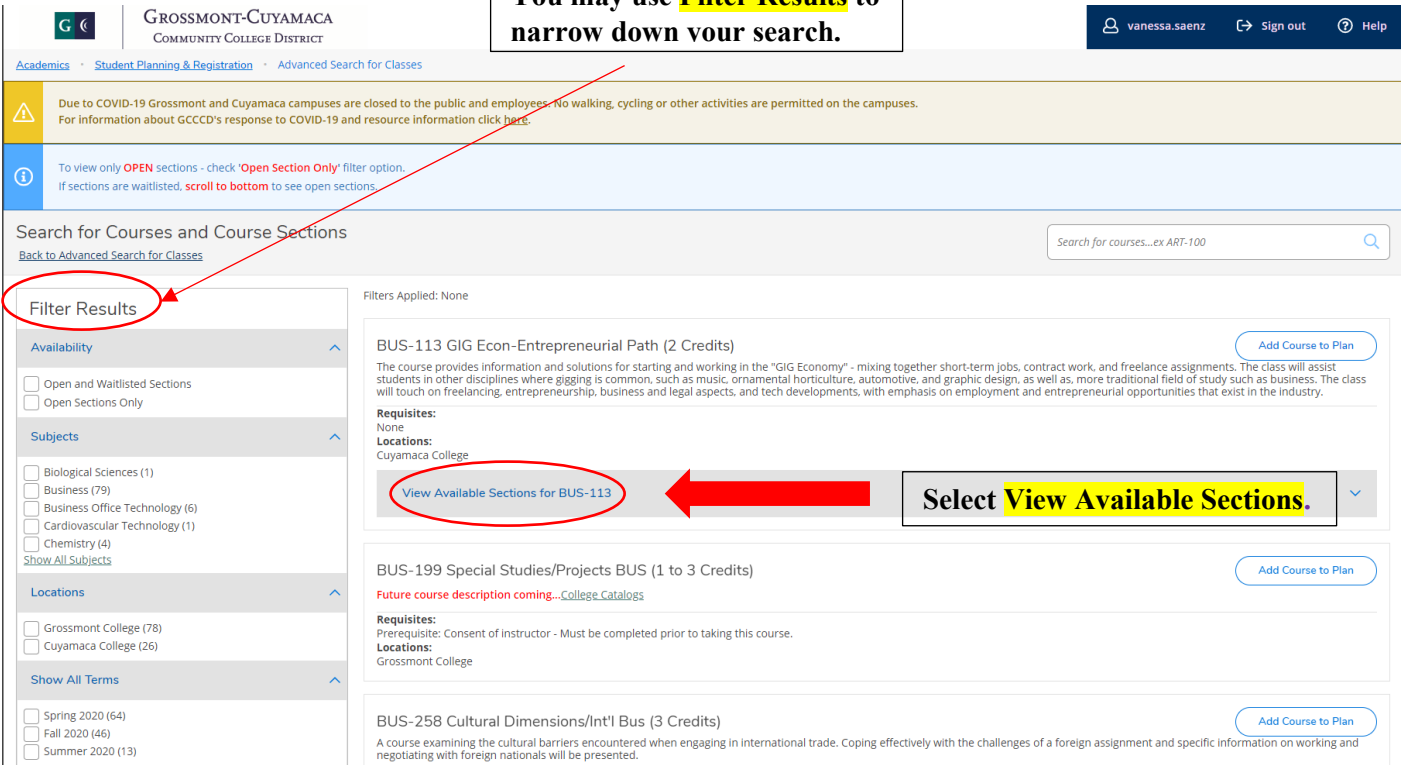 You may use Filter Results to
narrow down your search.
G C
GROSSMONT-CUYAMACA
COMMUNITY COLLEGE DISTRICT
vanessa.saenz
Sign out
Help
Academics · Student Planning & Registration · Advanced Search for Classes
Due to COVID-19 Grossmont and Cuyamaca campuses are closed to the public and employees. No walking, cycling or other activities are permitted on the campuses.
For information about GCCCD's response to COVID-19 and resource information click here.
To view only OPEN sections - check 'Open Section Only' filter option.
If sections are waitlisted, scroll to bottom to see open sections.
Search for Courses and Course Sections
Back to Advanced Search for Classes
Search for courses...ex ART-100
Filter Results
Availability
Open and Waitlisted Sections
Open Sections Only
Subjects
Biological Sciences (1)
Business (79)
Business Office Technology (6)
Cardiovascular Technology (1)
Chemistry (4)
Show All Subjects
Locations
Grossmont College (78)
Cuyamaca College (26)
Show All Terms
Spring 2020 (64)
Fall 2020 (46)
Summer 2020 (13)
Filters Applied: None
BUS-113 GIG Econ-Entrepreneurial Path (2 Credits)
Add Course to Plan
The course provides information and solutions for starting and working in the "GIG Economy" - mixing together short-term jobs, contract work, and freelance assignments. The class will assist
students in other disciplines where gigging is common, such as music, ornamental horticulture, automotive, and graphic design, as well as, more traditional field of study such as business. The class
will touch on freelancing, entrepreneurship, business and legal aspects, and tech developments, with emphasis on employment and entrepreneurial opportunities that exist in the industry.
Requisites:
None
Locations:
Cuyamaca College
View Available Sections for BUS-113
Select View Available Sections.
BUS-199 Special Studies/Projects BUS (1 to 3 Credits)
Add Course to Plan
Future course description coming...College Catalogs
Requisites:
Prerequisite: Consent of instructor - Must be completed prior to taking this course.
Locations:
Grossmont College
BUS-258 Cultural Dimensions/Int'l Bus (3 Credits)
Add Course to Plan
A course examining the cultural barriers encountered when engaging in international trade. Coping effectively with the challenges of a foreign assignment and specific information on working and
negotiating with foreign nationals will be presented.